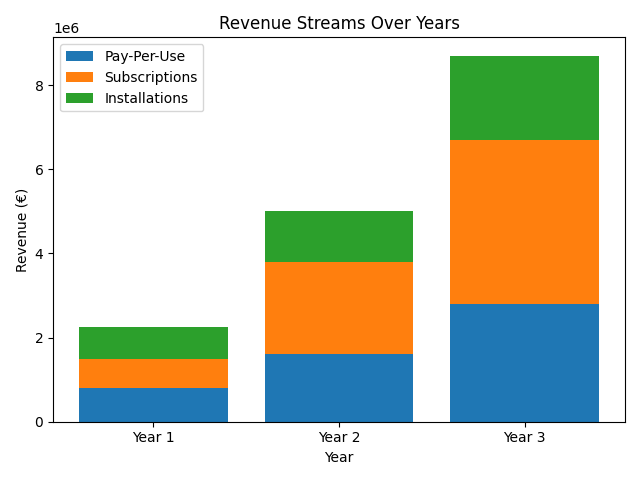 Revenue Streams Over Years
1e6
Pay-Per-Use
Subscriptions
Installations
8
6
4
2
0
Revenue (€)
Year 1 Year 2 Year 3
Year